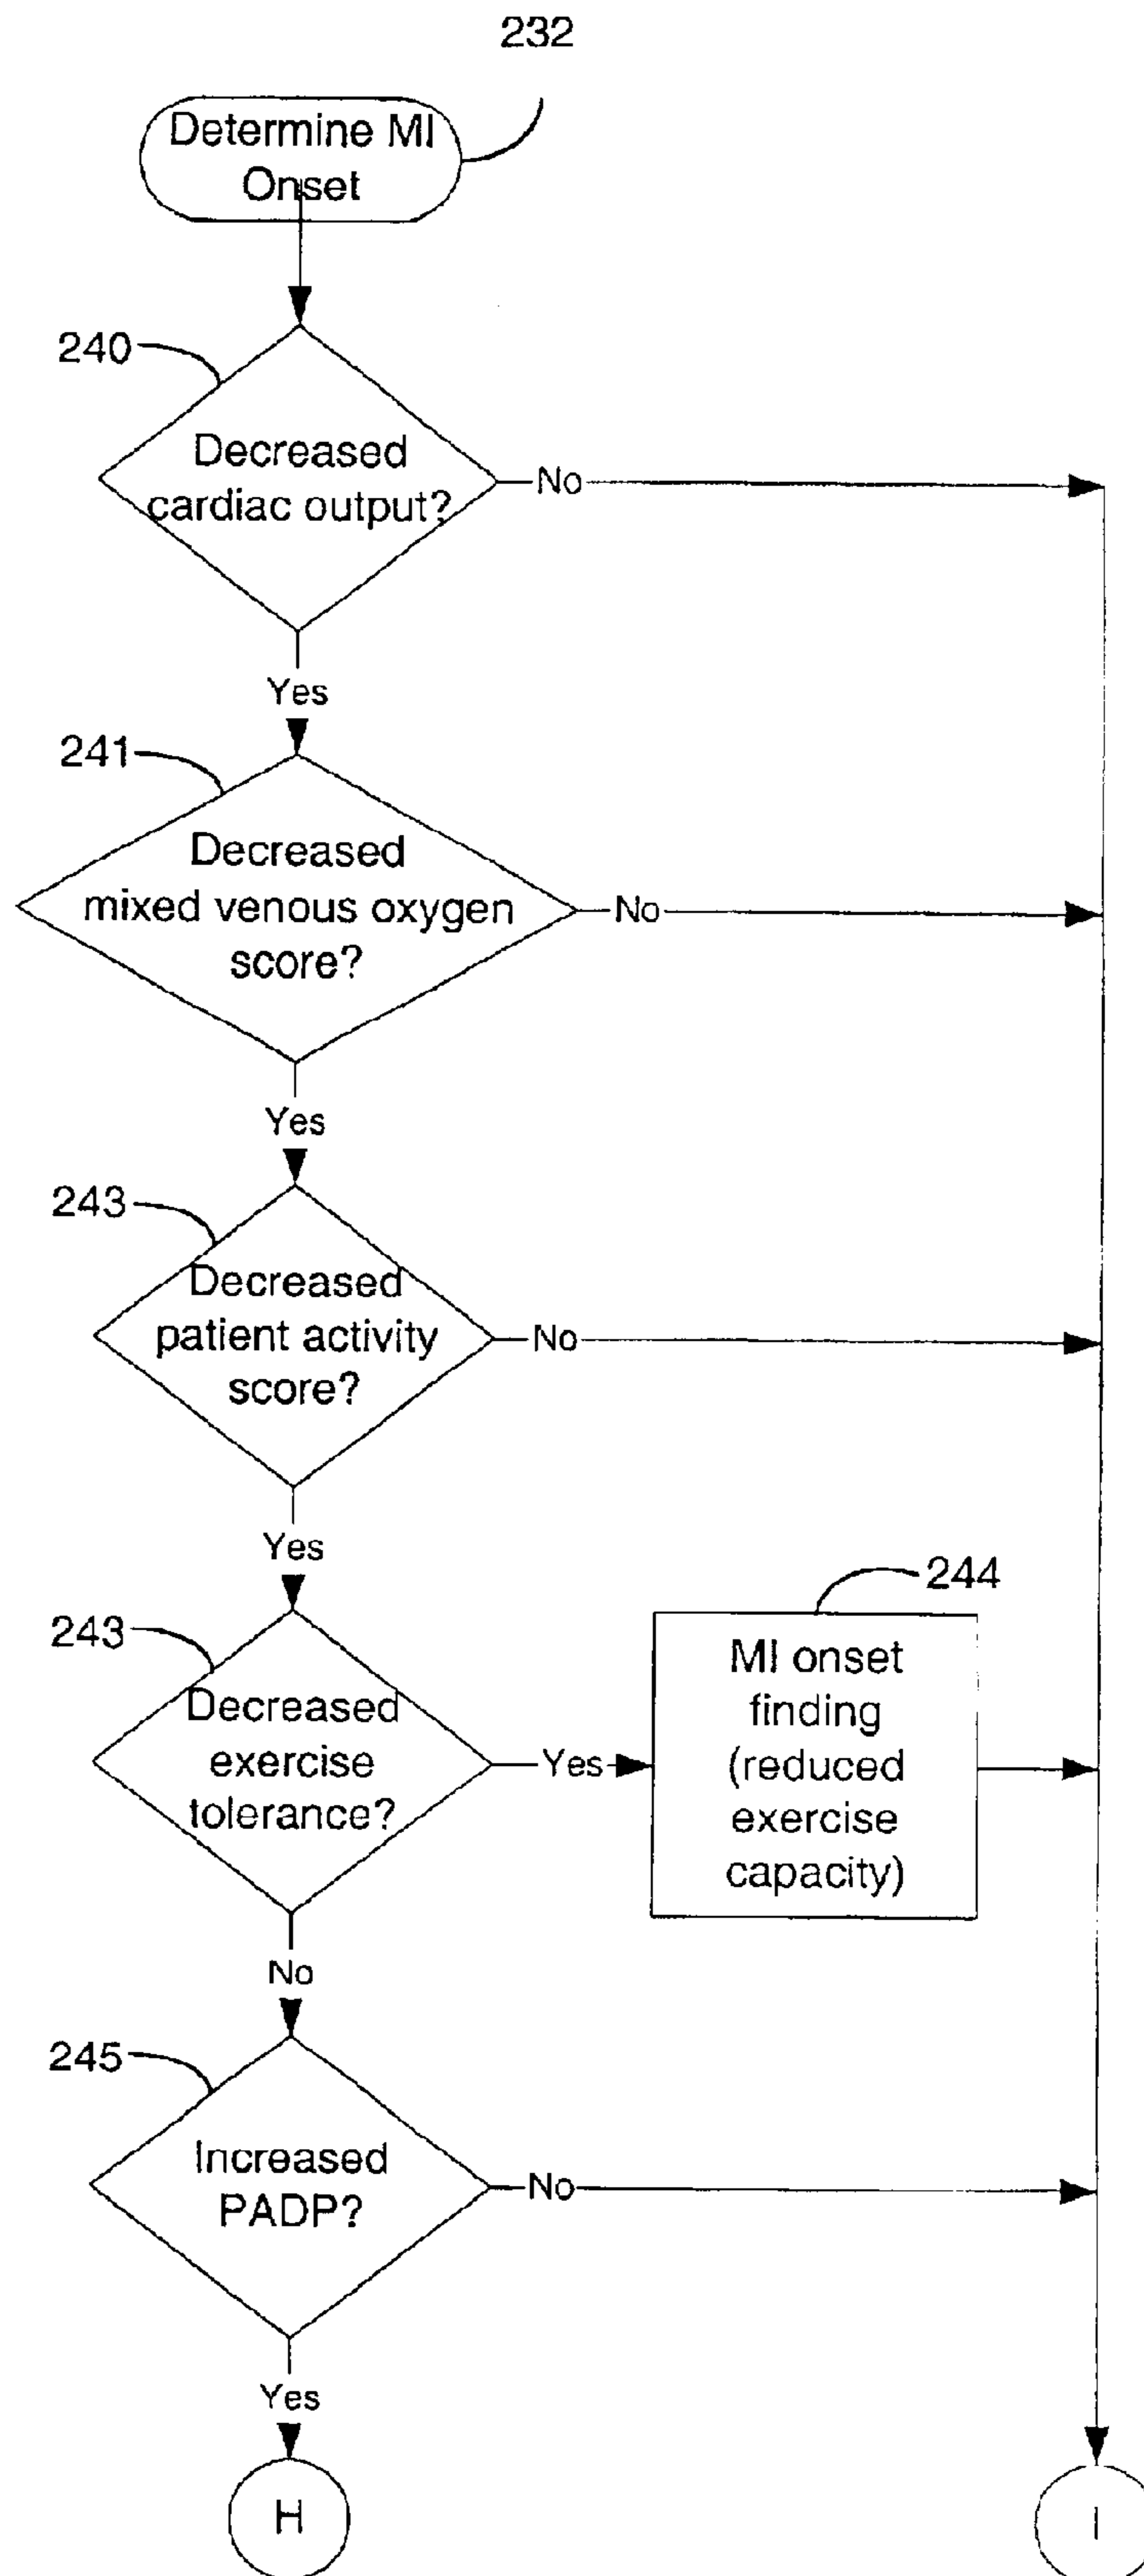 232
Determine MI
Onset
240
Decreased
cardiac output?
No
Yes
241
Decreased
mixed venous oxygen
score?
No
Yes
243
Decreased
patient activity
score?
No
Yes
243
Decreased
exercise
tolerance?
Yes
244
MI onset
finding
(reduced
exercise
capacity)
No
245
Increased
PADP?
No
Yes
H
I